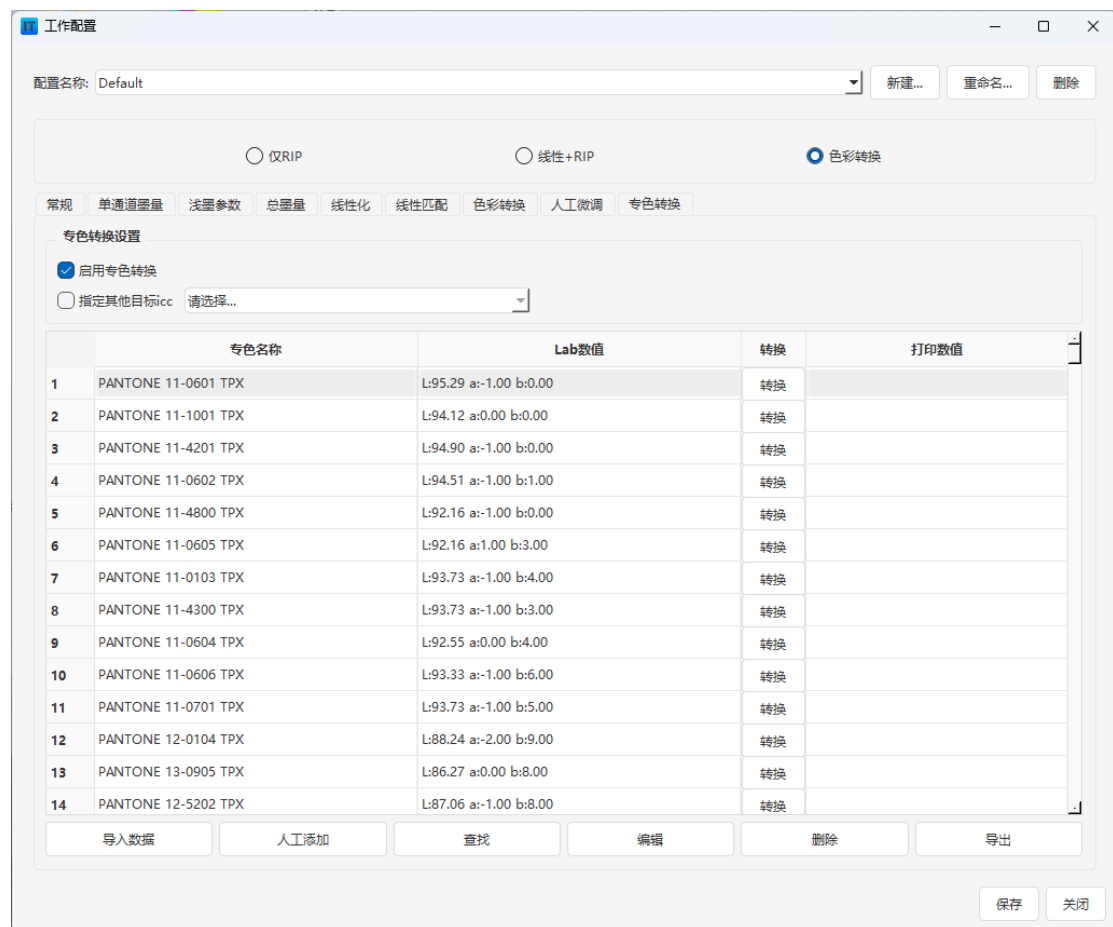 工作配置
配置名称: Default 新建... 重命名... 删除
仅RIP 线性+RIP 色彩转换
常规 单通道墨量 浅墨参数 总墨量 线性化 线性匹配 色彩转换 人工微调 专色转换
专色转换设置
启用专色转换
指定其他目标icc 请选择...
专色名称 Lab数值 转换 打印数值
1 PANTONE 11-0601 TPX L:95.29 a:-1.00 b:0.00 转换
2 PANTONE 11-1001 TPX L:94.12 a:0.00 b:0.00 转换
3 PANTONE 11-4201 TPX L:94.90 a:-1.00 b:0.00 转换
4 PANTONE 11-0602 TPX L:94.51 a:-1.00 b:1.00 转换
5 PANTONE 11-4800 TPX L:92.16 a:-1.00 b:0.00 转换
6 PANTONE 11-0605 TPX L:92.16 a:1.00 b:3.00 转换
7 PANTONE 11-0103 TPX L:93.73 a:-1.00 b:4.00 转换
8 PANTONE 11-4300 TPX L:93.73 a:-1.00 b:3.00 转换
9 PANTONE 11-0604 TPX L:92.55 a:0.00 b:4.00 转换
10 PANTONE 11-0606 TPX L:93.33 a:-1.00 b:6.00 转换
11 PANTONE 11-0701 TPX L:93.73 a:-1.00 b:5.00 转换
12 PANTONE 12-0104 TPX L:88.24 a:-2.00 b:9.00 转换
13 PANTONE 13-0905 TPX L:86.27 a:0.00 b:8.00 转换
14 PANTONE 12-5202 TPX L:87.06 a:-1.00 b:8.00 转换
导入数据 人工添加 查找 编辑 删除 导出
保存 关闭